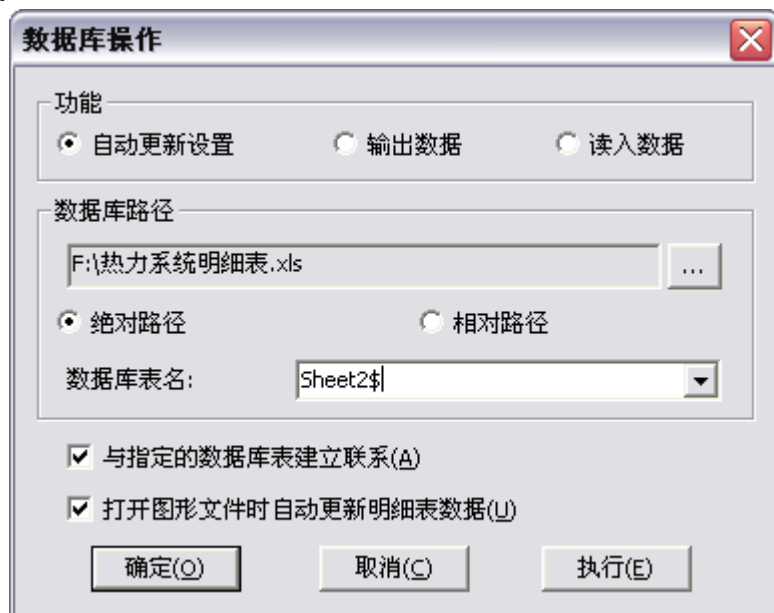 数据库操作
功能
自动更新设置 输出数据 读入数据
数据库路径
F:\热力系统明细表.xls ...
绝对路径 相对路径
数据库表名: Sheet2$
与指定的数据库表建立联系(A)
打开图形文件时自动更新明细表数据(U)
确定(O) 取消(C) 执行(E)